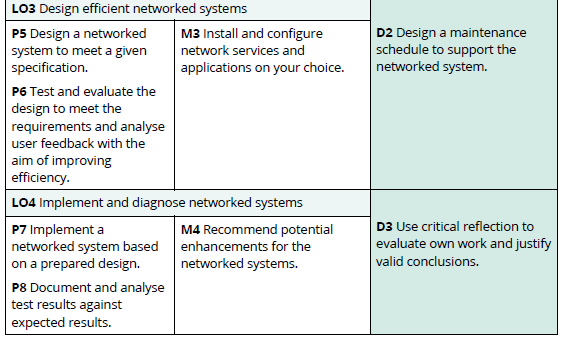 LO3 Design efficient networked systems
P5 Design a networked
system to meet a given
specification.
P6 Test and evaluate the
design to meet the
requirements and analyse
user feedback with the
aim of improving
efficiency.
M3 Install and configure
network services and
applications on your choice.
D2 Design a maintenance
schedule to support the
networked system.
LO4 Implement and diagnose networked systems
P7 Implement a
networked system based
on a prepared design.
P8 Document and analyse
test results against
expected results.
M4 Recommend potential
enhancements for the
networked systems.
D3 Use critical reflection to
evaluate own work and justify
valid conclusions.